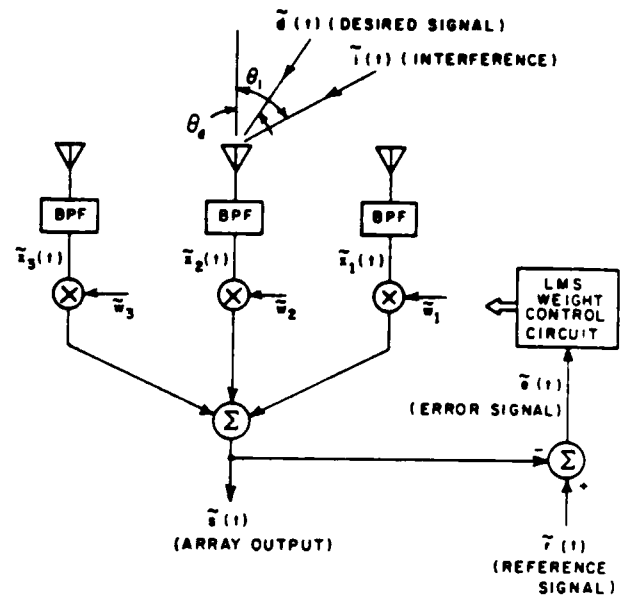 d̃(t) (DESIRED SIGNAL)
ĩ(t) (INTERFERENCE)
θi
θd
BPF BPF BPF
x̃3(t) x̃2(t) x̃1(t)
w̃3 w̃2 w̃1
LMS
WEIGHT
CONTROL
CIRCUIT
ẽ(t)
(ERROR SIGNAL)
Σ
- Σ
+
s̃(t)
(ARRAY OUTPUT)
r̃(t)
(REFERENCE
SIGNAL)